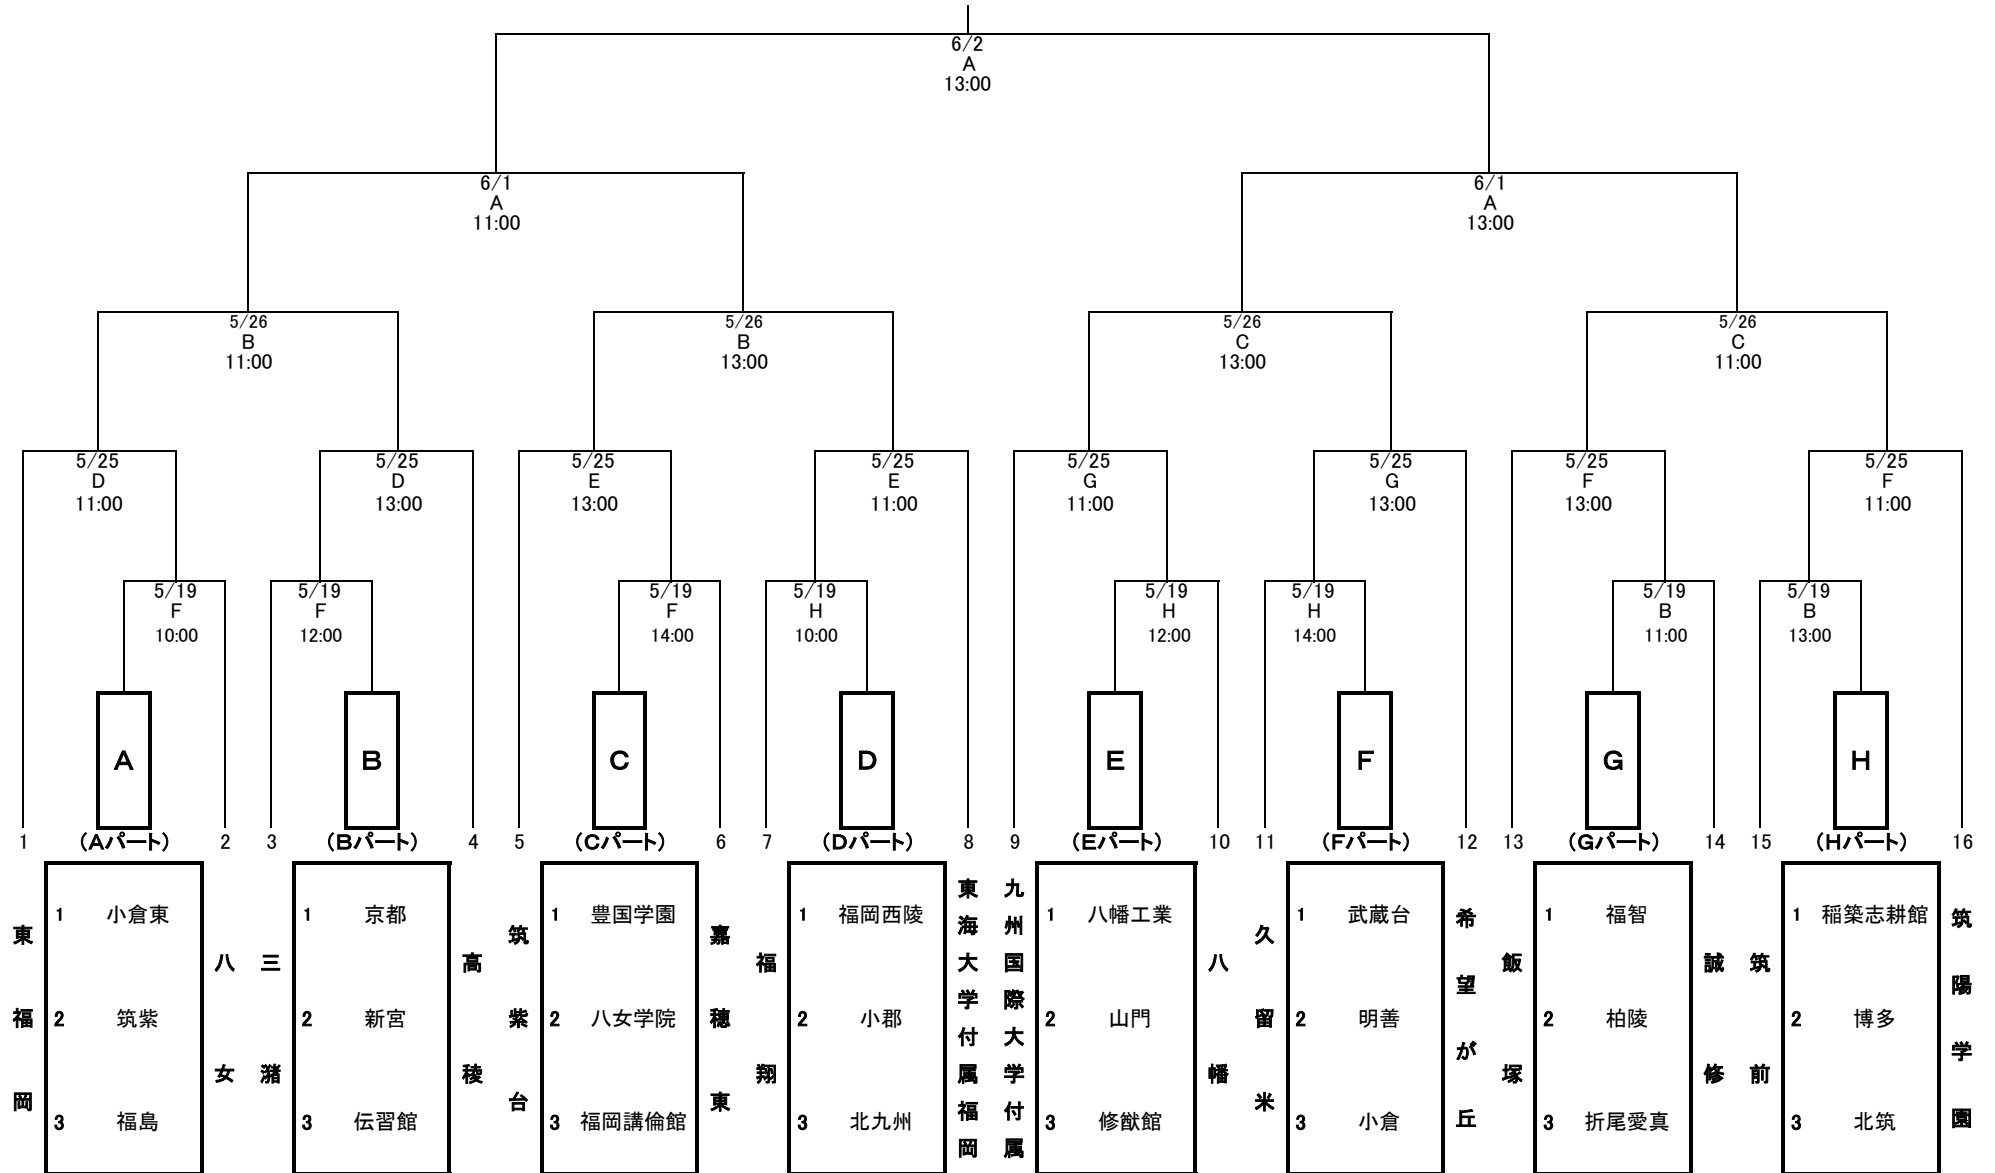 6/2
A
13:00
6/1
A
11:00
6/1
A
13:00
5/26
B
11:00
5/26
B
13:00
5/26
C
13:00
5/26
C
11:00
5/25
D
11:00
5/25
D
13:00
5/25
E
13:00
5/25
E
11:00
5/25
G
11:00
5/25
G
13:00
5/25
F
13:00
5/25
F
11:00
5/19
F
10:00
5/19
F
12:00
5/19
F
14:00
5/19
H
10:00
5/19
H
12:00
5/19
H
14:00
5/19
B
11:00
5/19
B
13:00
A
B
C
D
E
F
G
H
1 (Aパート) 2 3 (Bパート) 4 5 (Cパート) 6 7 (Dパート) 8 9 (Eパート) 10 11 (Fパート) 12 13 (Gパート) 14 15 (Hパート) 16
東福岡
1 小倉東
2 筑紫
3 福島
八女
三潴
1 京都
2 新宮
3 伝習館
高稜
筑紫台
1 豊国学園
2 八女学院
3 福岡講倫館
嘉穂東
福翔
1 福岡西陵
2 小郡
3 北九州
東海大学付属福岡
九州国際大学付属
1 八幡工業
2 山門
3 修猷館
八幡
久留米
1 武蔵台
2 明善
3 小倉
希望が丘
飯塚
1 福智
2 柏陵
3 折尾愛真
誠修
筑前
1 稲築志耕館
2 博多
3 北筑
筑陽学園